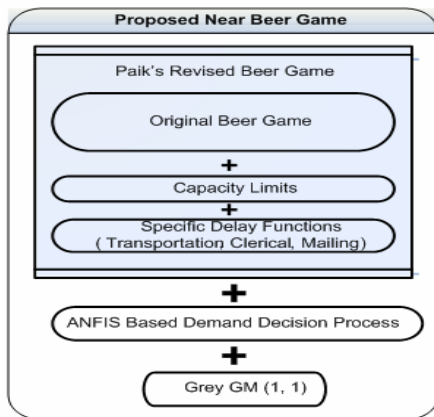 Proposed Near Beer Game
Paik's Revised Beer Game
Original Beer Game
+
Capacity Limits
+
Specific Delay Functions
( Transportation, Clerical, Mailing)
+
ANFIS Based Demand Decision Process
+
Grey GM (1, 1)